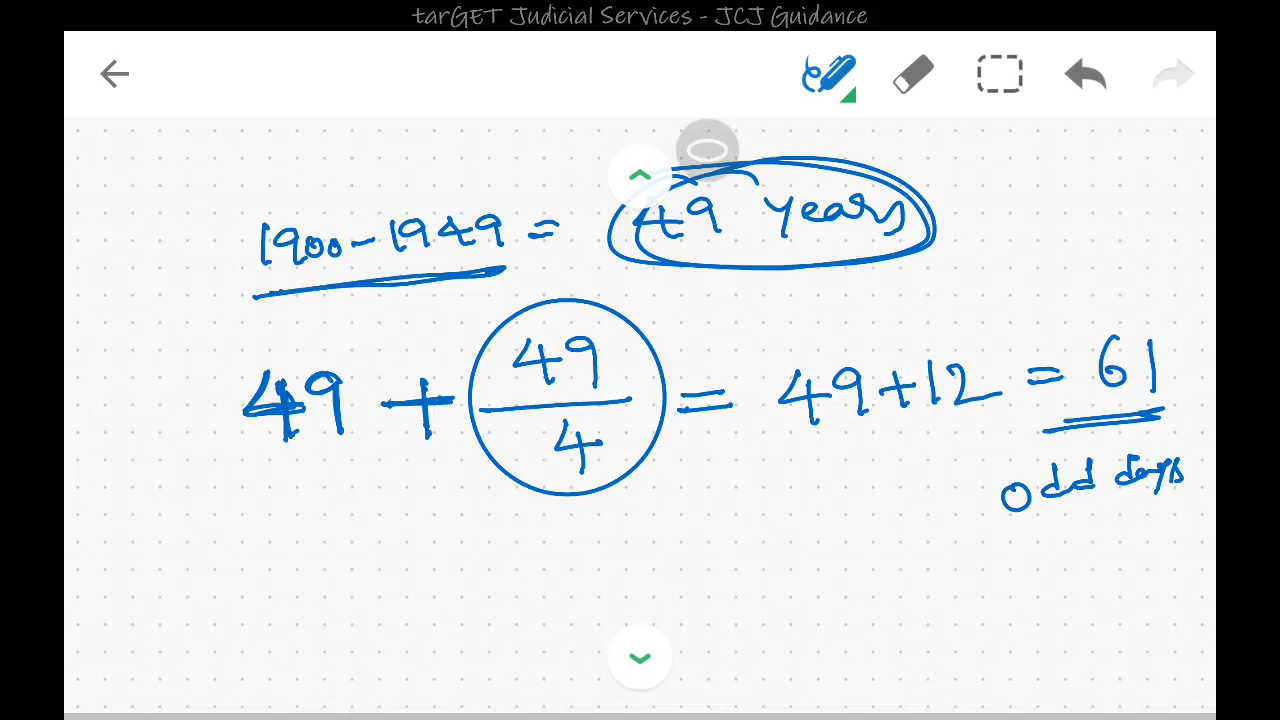 tarGET Judicial Services - JCJ Guidance
1900-1949 = 49 years
49 + 49/4 = 49+12 = 61
odd days